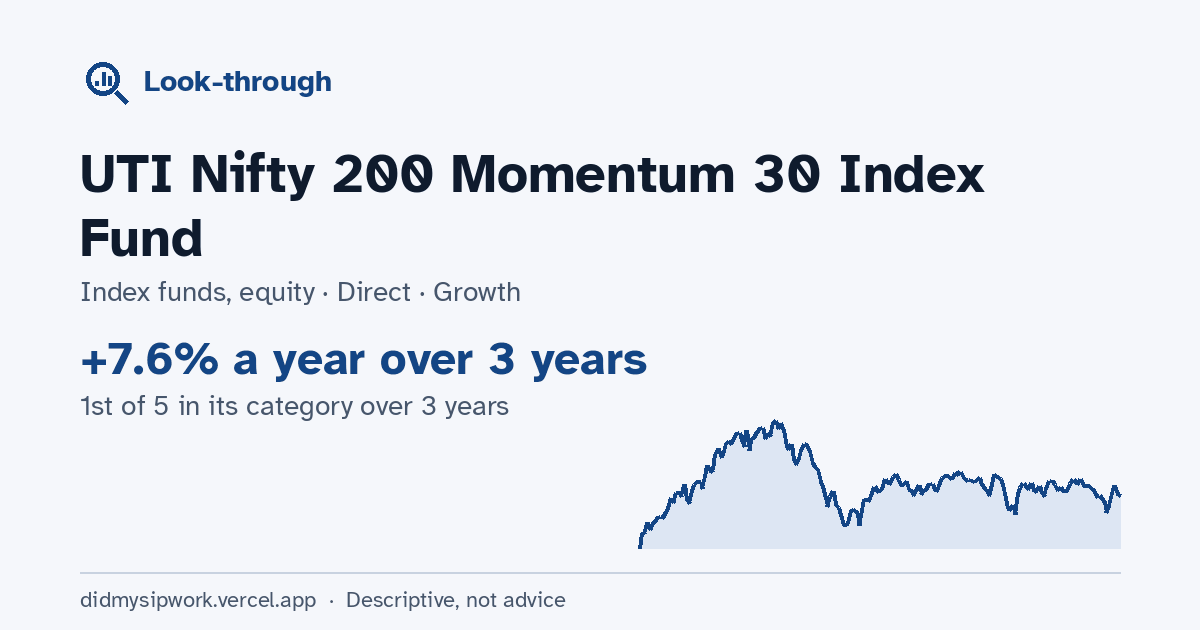 Look-through
UTI Nifty 200 Momentum 30 Index
Fund
Index funds, equity · Direct · Growth
+7.6% a year over 3 years
1st of 5 in its category over 3 years
didmysipwork.vercel.app · Descriptive, not advice